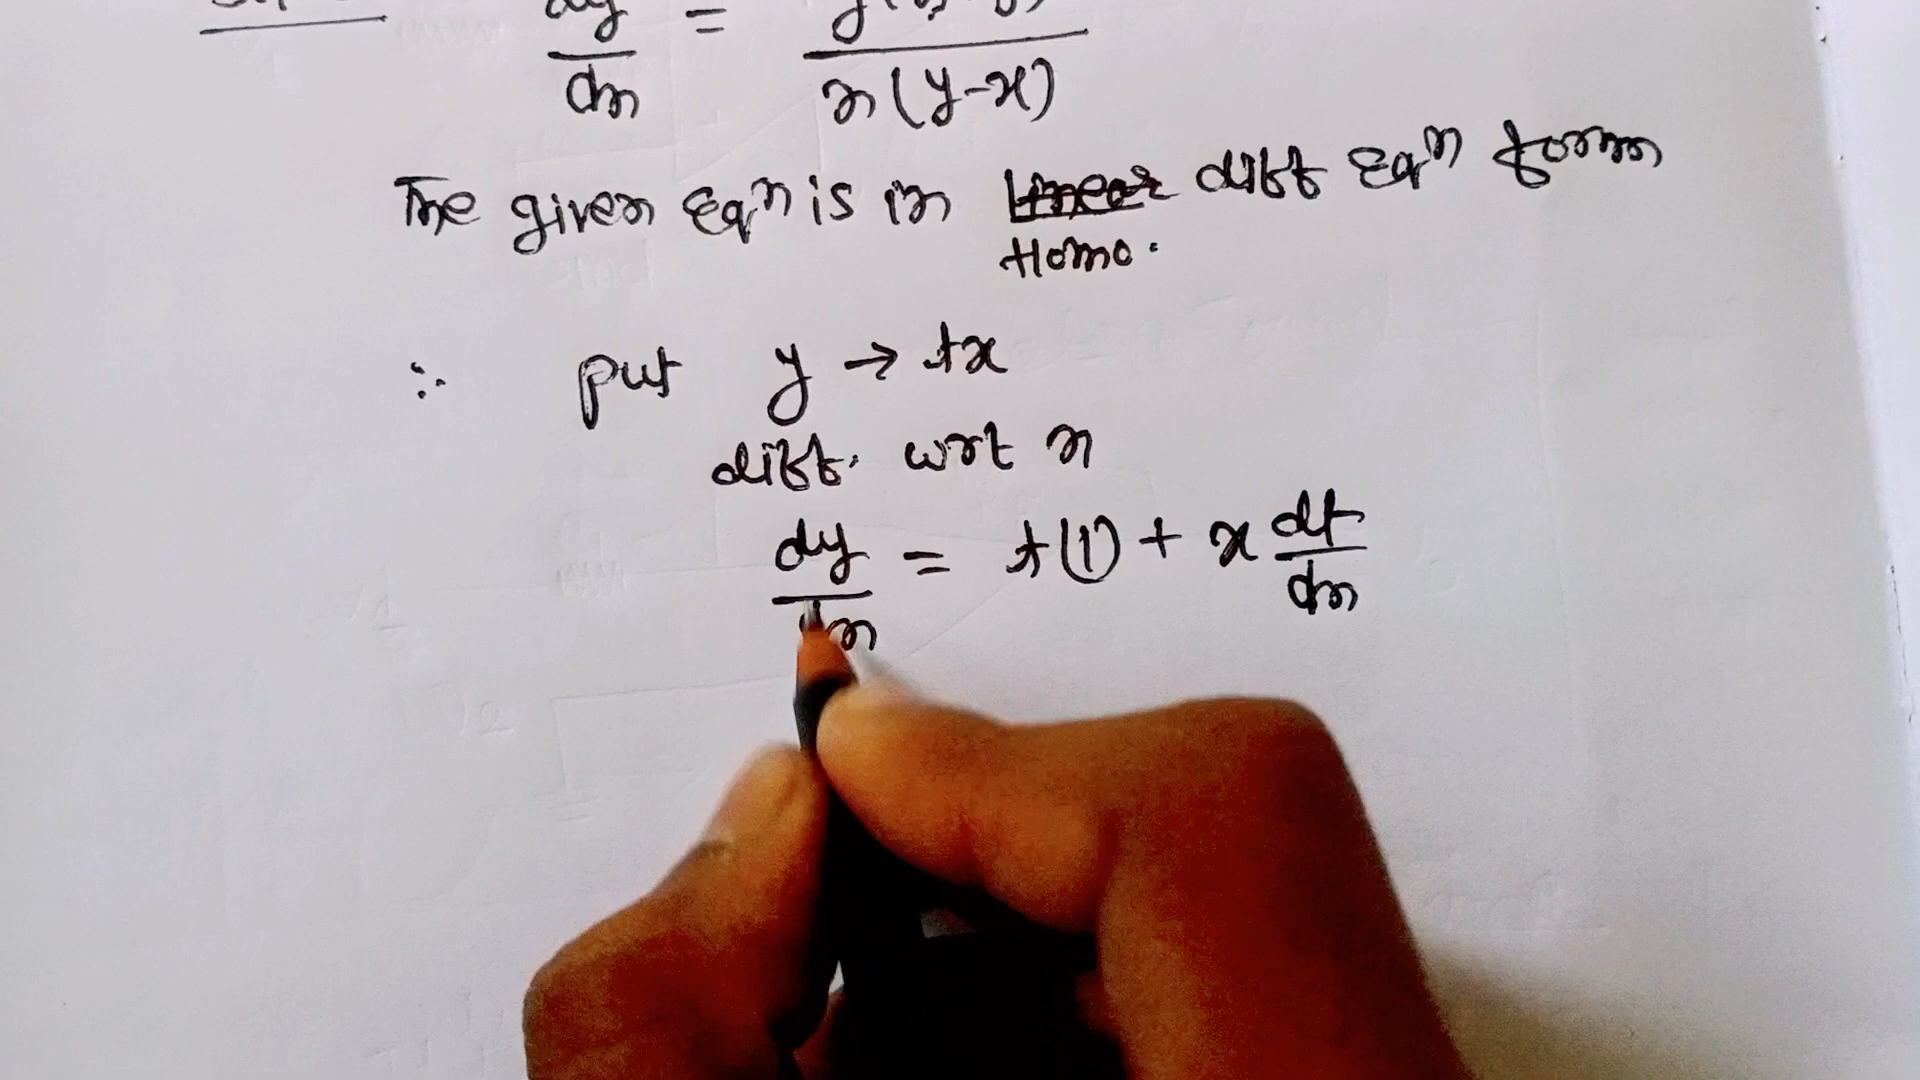 dy/dx =
x(y-x)
The given Eqn is in Linear diff Eqn form
Homo.
∴ put y → tx
diff. wrt x
dy/dx = t(1) + x dt/dx